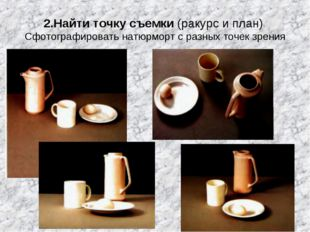 2.Найти точку съемки (ракурс и план)
Сфотографировать натюрморт с разных точек зрения